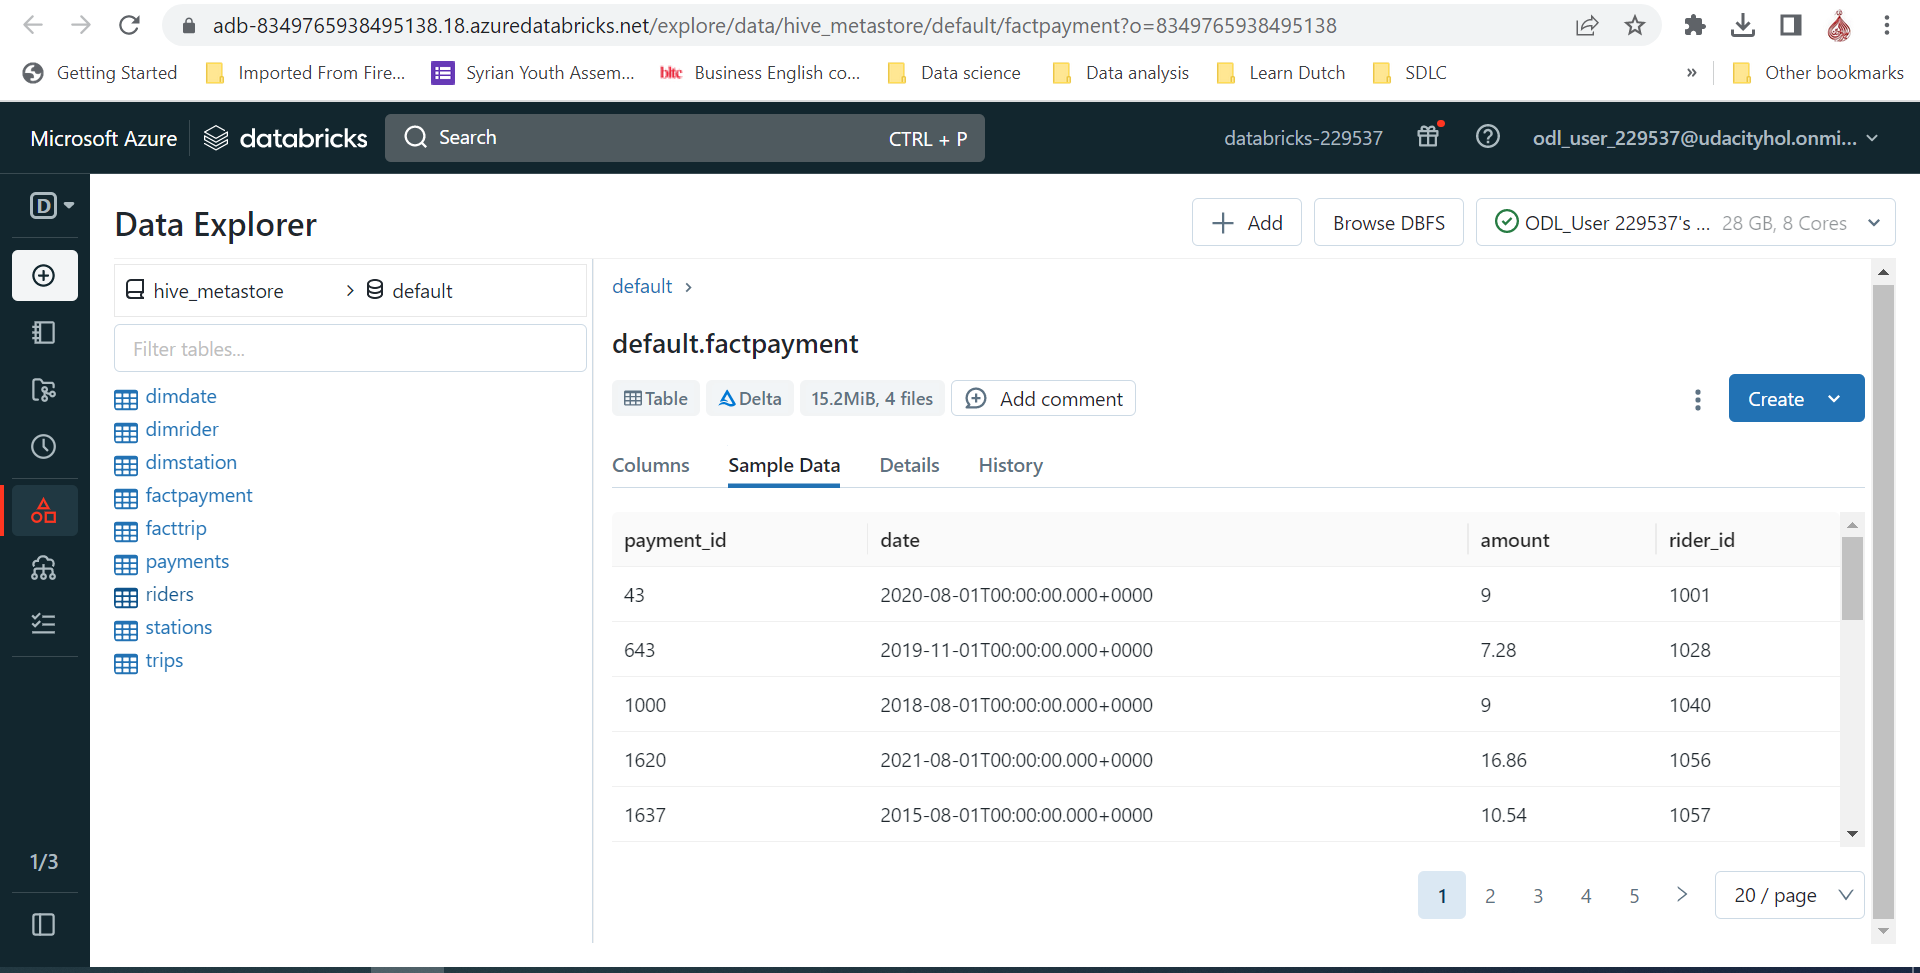 adb-8349765938495138.18.azuredatabricks.net/explore/data/hive_metastore/default/factpayment?o=8349765938495138
Getting Started Imported From Fire... Syrian Youth Assem... bltc Business English co... Data science Data analysis Learn Dutch SDLC » Other bookmarks
Microsoft Azure databricks Search CTRL + P databricks-229537 odl_user_229537@udacityhol.onmi...
D
Data Explorer
+ Add Browse DBFS ODL_User 229537's ... 28 GB, 8 Cores
hive_metastore > default
Filter tables...
dimdate
dimrider
dimstation
factpayment
facttrip
payments
riders
stations
trips
1/3
default >
default.factpayment
Table Delta 15.2MiB, 4 files Add comment Create
Columns Sample Data Details History
payment_id date amount rider_id
43 2020-08-01T00:00:00.000+0000 9 1001
643 2019-11-01T00:00:00.000+0000 7.28 1028
1000 2018-08-01T00:00:00.000+0000 9 1040
1620 2021-08-01T00:00:00.000+0000 16.86 1056
1637 2015-08-01T00:00:00.000+0000 10.54 1057
1 2 3 4 5 > 20 / page